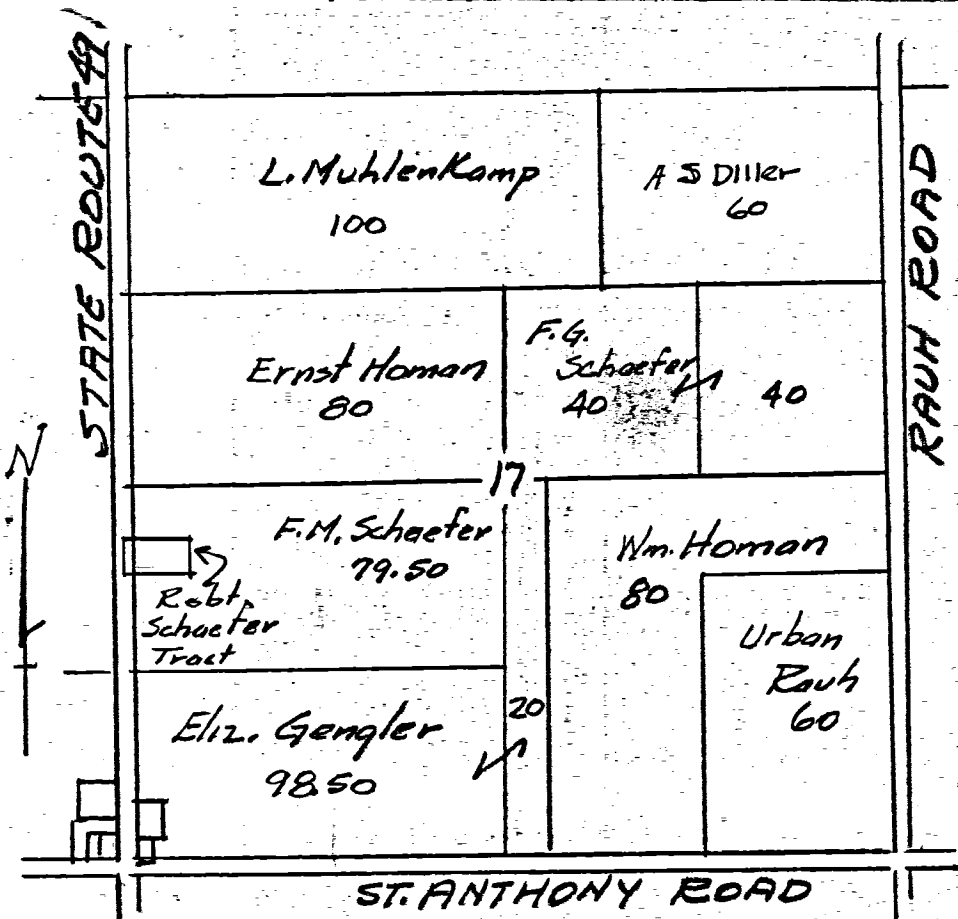 STATE ROUTE 49
L. Muhlenkamp
100
A S Diller
60
RAUH ROAD
Ernst Homan
80
F.G.
Schaefer
40
40
N
17
F.M. Schaefer
79.50
Wm. Homan
80
Robt.
Schaefer
Tract
Urban
Rauh
60
Eliz. Gengler
98.50
20
ST. ANTHONY ROAD